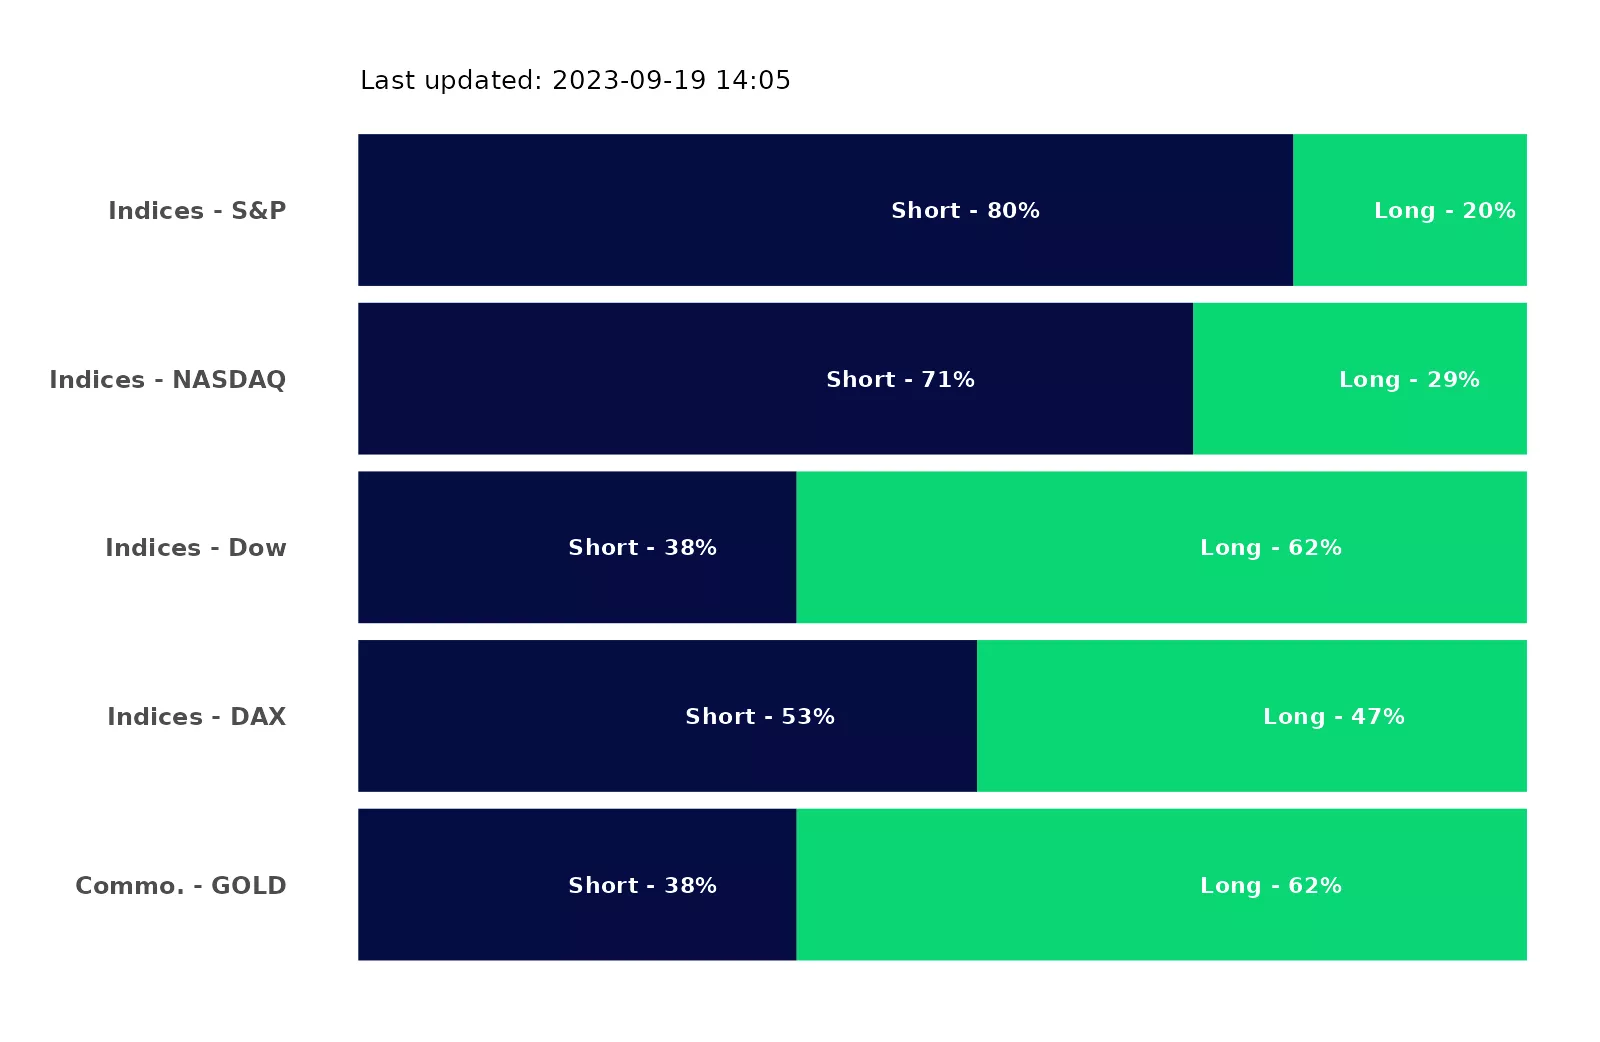 Last updated: 2023-09-19 14:05
Indices - S&P Short - 80% Long - 20%
Indices - NASDAQ Short - 71% Long - 29%
Indices - Dow Short - 38% Long - 62%
Indices - DAX Short - 53% Long - 47%
Commo. - GOLD Short - 38% Long - 62%